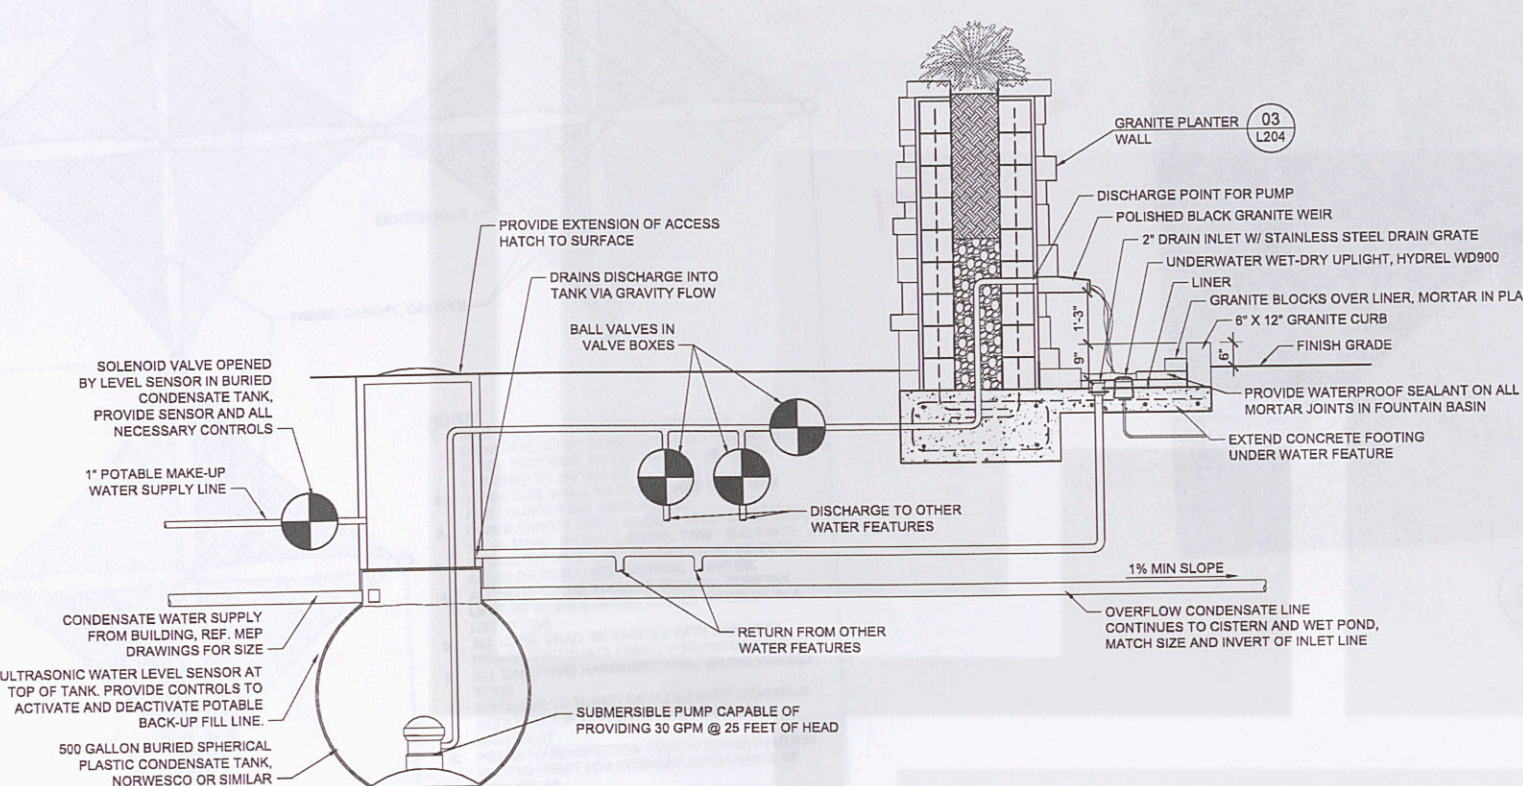 GRANITE PLANTER
WALL
03
L204
DISCHARGE POINT FOR PUMP
POLISHED BLACK GRANITE WEIR
2" DRAIN INLET W/ STAINLESS STEEL DRAIN GRATE
UNDERWATER WET-DRY UPLIGHT, HYDREL WD900
LINER
GRANITE BLOCKS OVER LINER, MORTAR IN PLA
6" X 12" GRANITE CURB
FINISH GRADE
1'-3"
9"
6"
PROVIDE WATERPROOF SEALANT ON ALL
MORTAR JOINTS IN FOUNTAIN BASIN
EXTEND CONCRETE FOOTING
UNDER WATER FEATURE
PROVIDE EXTENSION OF ACCESS
HATCH TO SURFACE
DRAINS DISCHARGE INTO
TANK VIA GRAVITY FLOW
BALL VALVES IN
VALVE BOXES
SOLENOID VALVE OPENED
BY LEVEL SENSOR IN BURIED
CONDENSATE TANK,
PROVIDE SENSOR AND ALL
NECESSARY CONTROLS
1" POTABLE MAKE-UP
WATER SUPPLY LINE
DISCHARGE TO OTHER
WATER FEATURES
1% MIN SLOPE
OVERFLOW CONDENSATE LINE
CONTINUES TO CISTERN AND WET POND,
MATCH SIZE AND INVERT OF INLET LINE
RETURN FROM OTHER
WATER FEATURES
CONDENSATE WATER SUPPLY
FROM BUILDING, REF. MEP
DRAWINGS FOR SIZE
ULTRASONIC WATER LEVEL SENSOR AT
TOP OF TANK. PROVIDE CONTROLS TO
ACTIVATE AND DEACTIVATE POTABLE
BACK-UP FILL LINE.
SUBMERSIBLE PUMP CAPABLE OF
PROVIDING 30 GPM @ 25 FEET OF HEAD
500 GALLON BURIED SPHERICAL
PLASTIC CONDENSATE TANK,
NORWESCO OR SIMILAR